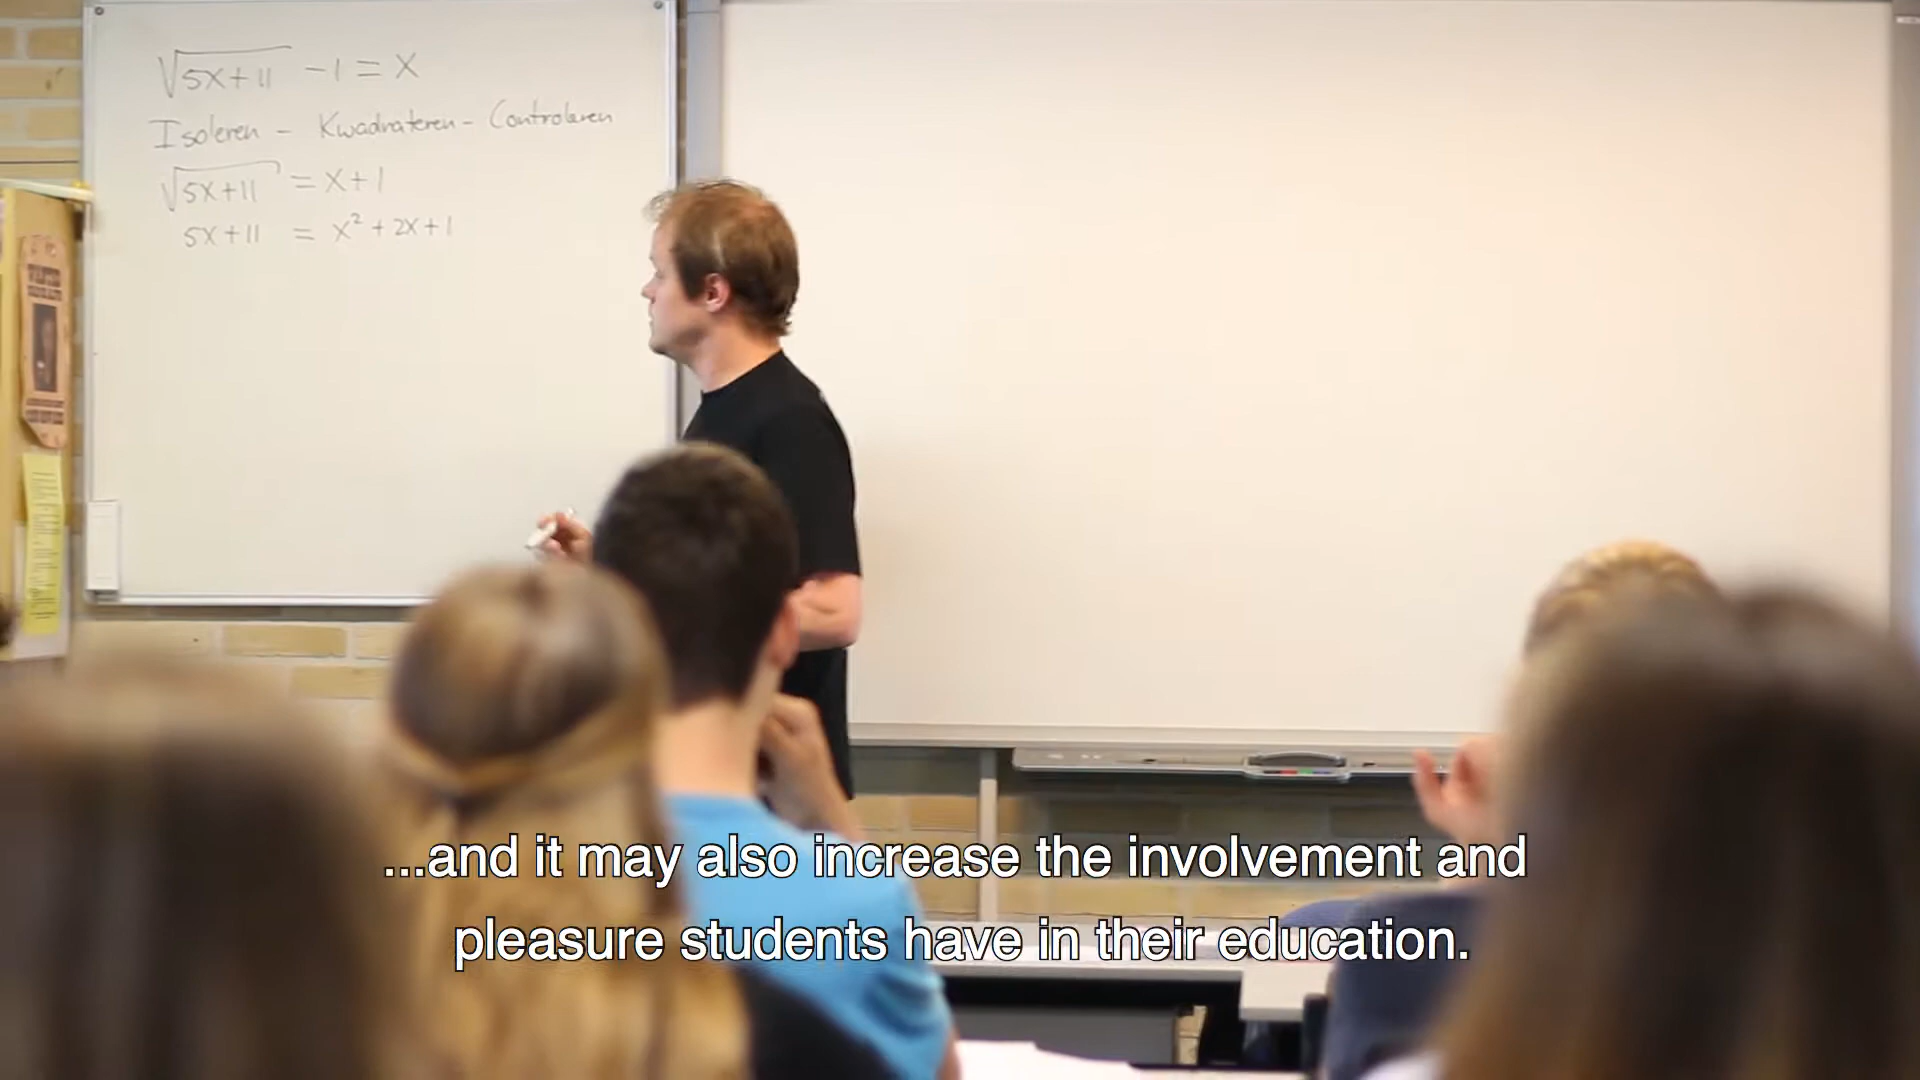 √5x+11 -1 = x
Isoleren - Kwadrateren - Controleren
√5x+11 = x+1
5x+11 = x² + 2x+1
WANTED
...and it may also increase the involvement and
pleasure students have in their education.